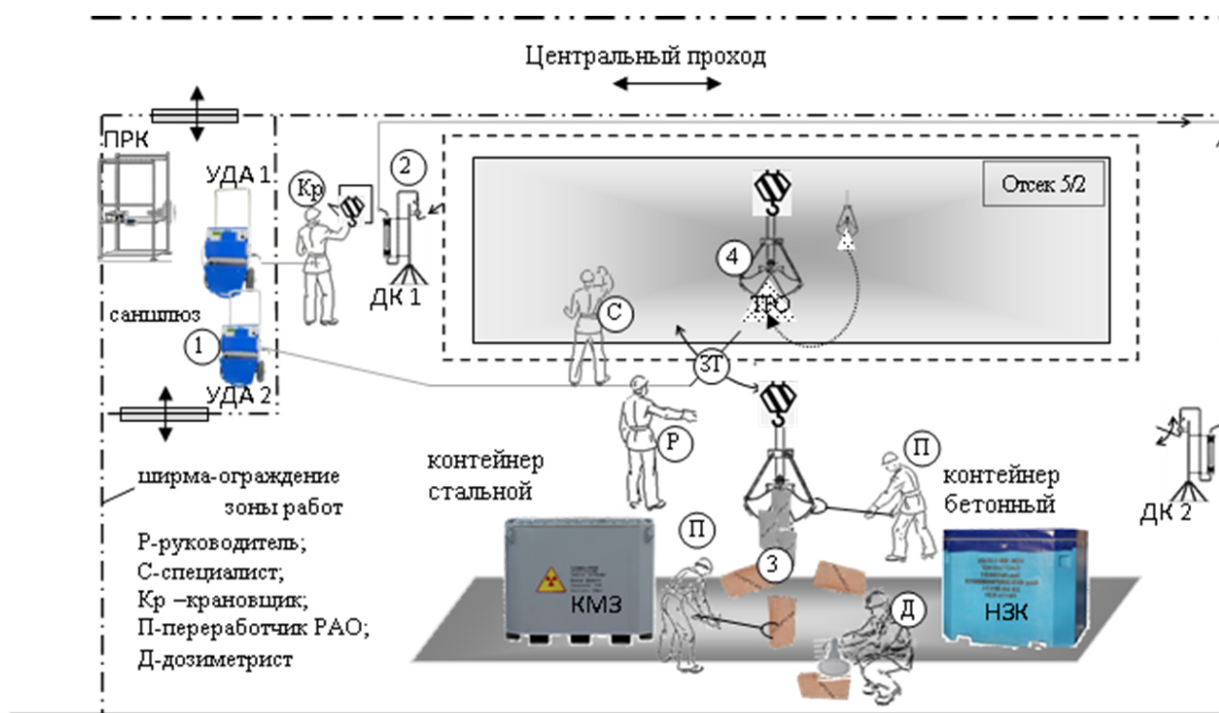 Центральный проход
ПРК
УДА 1
Кр
2
Отсек 5/2
4
ТРО
ДК 1
С
саншлюз
1
ЗТ
УДА 2
Р
П
контейнер
стальной
контейнер
бетонный
ДК 2
ширма-ограждение
зоны работ
П
3
Р-руководитель;
С-специалист;
Кр –крановщик;
П-переработчик РАО;
Д-дозиметрист
КМЗ
Д
НЗК